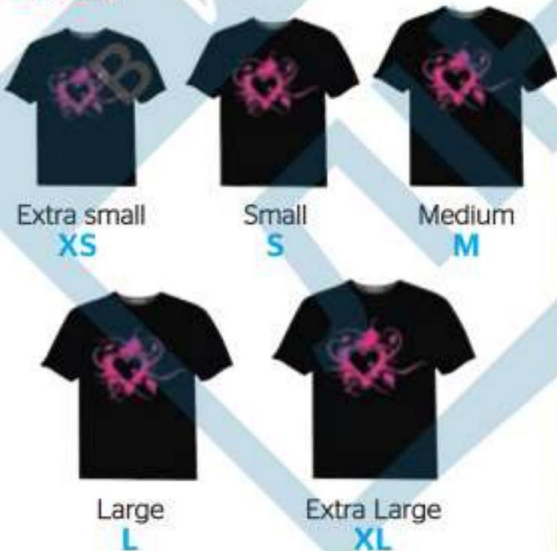 Extra small
XS
Small
S
Medium
M
Large
L
Extra Large
XL